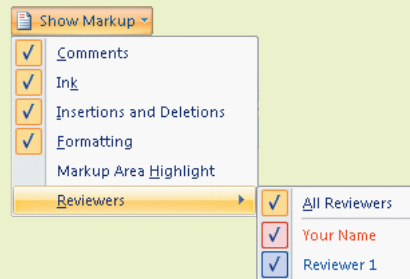 Show Markup
Comments
Ink
Insertions and Deletions
Formatting
Markup Area Highlight
Reviewers
All Reviewers
Your Name
Reviewer 1